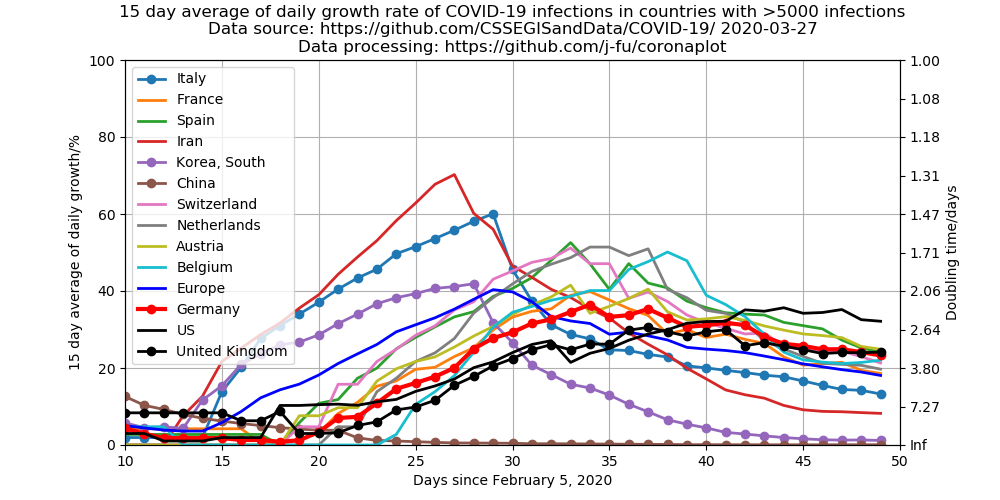 15 day average of daily growth rate of COVID-19 infections in countries with >5000 infections
Data source: https://github.com/CSSEGISandData/COVID-19/ 2020-03-27
Data processing: https://github.com/j-fu/coronaplot
15 day average of daily growth/%
100
80
60
40
20
0
Italy
France
Spain
Iran
Korea, South
China
Switzerland
Netherlands
Austria
Belgium
Europe
Germany
US
United Kingdom
1.00
1.08
1.18
1.31
1.47
1.71
2.06
2.64
3.80
7.27
Inf
Doubling time/days
10 15 20 25 30 35 40 45 50
Days since February 5, 2020